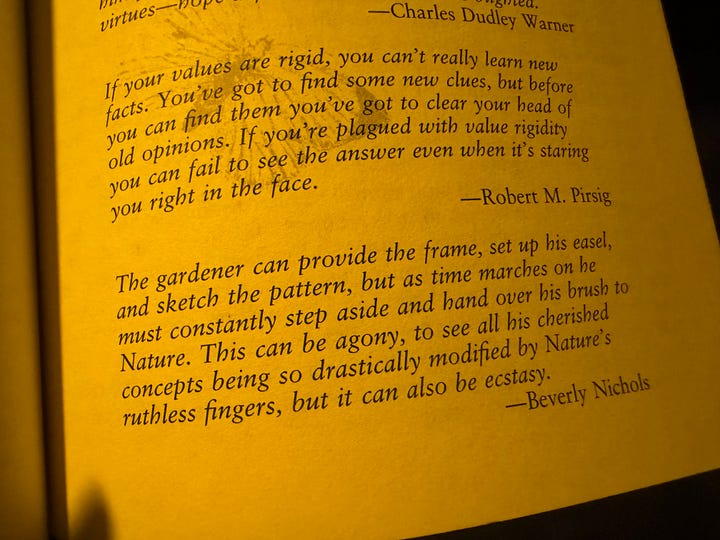 virtues—hope
—Charles Dudley Warner
If your values are rigid, you can't really learn new
facts. You've got to find some new clues, but before
you can find them you've got to clear your head of
old opinions. If you're plagued with value rigidity
you can fail to see the answer even when it's staring
you right in the face.
—Robert M. Pirsig
The gardener can provide the frame, set up his easel,
and sketch the pattern, but as time marches on he
must constantly step aside and hand over his brush to
Nature. This can be agony, to see all his cherished
concepts being so drastically modified by Nature's
ruthless fingers, but it can also be ecstasy.
—Beverly Nichols